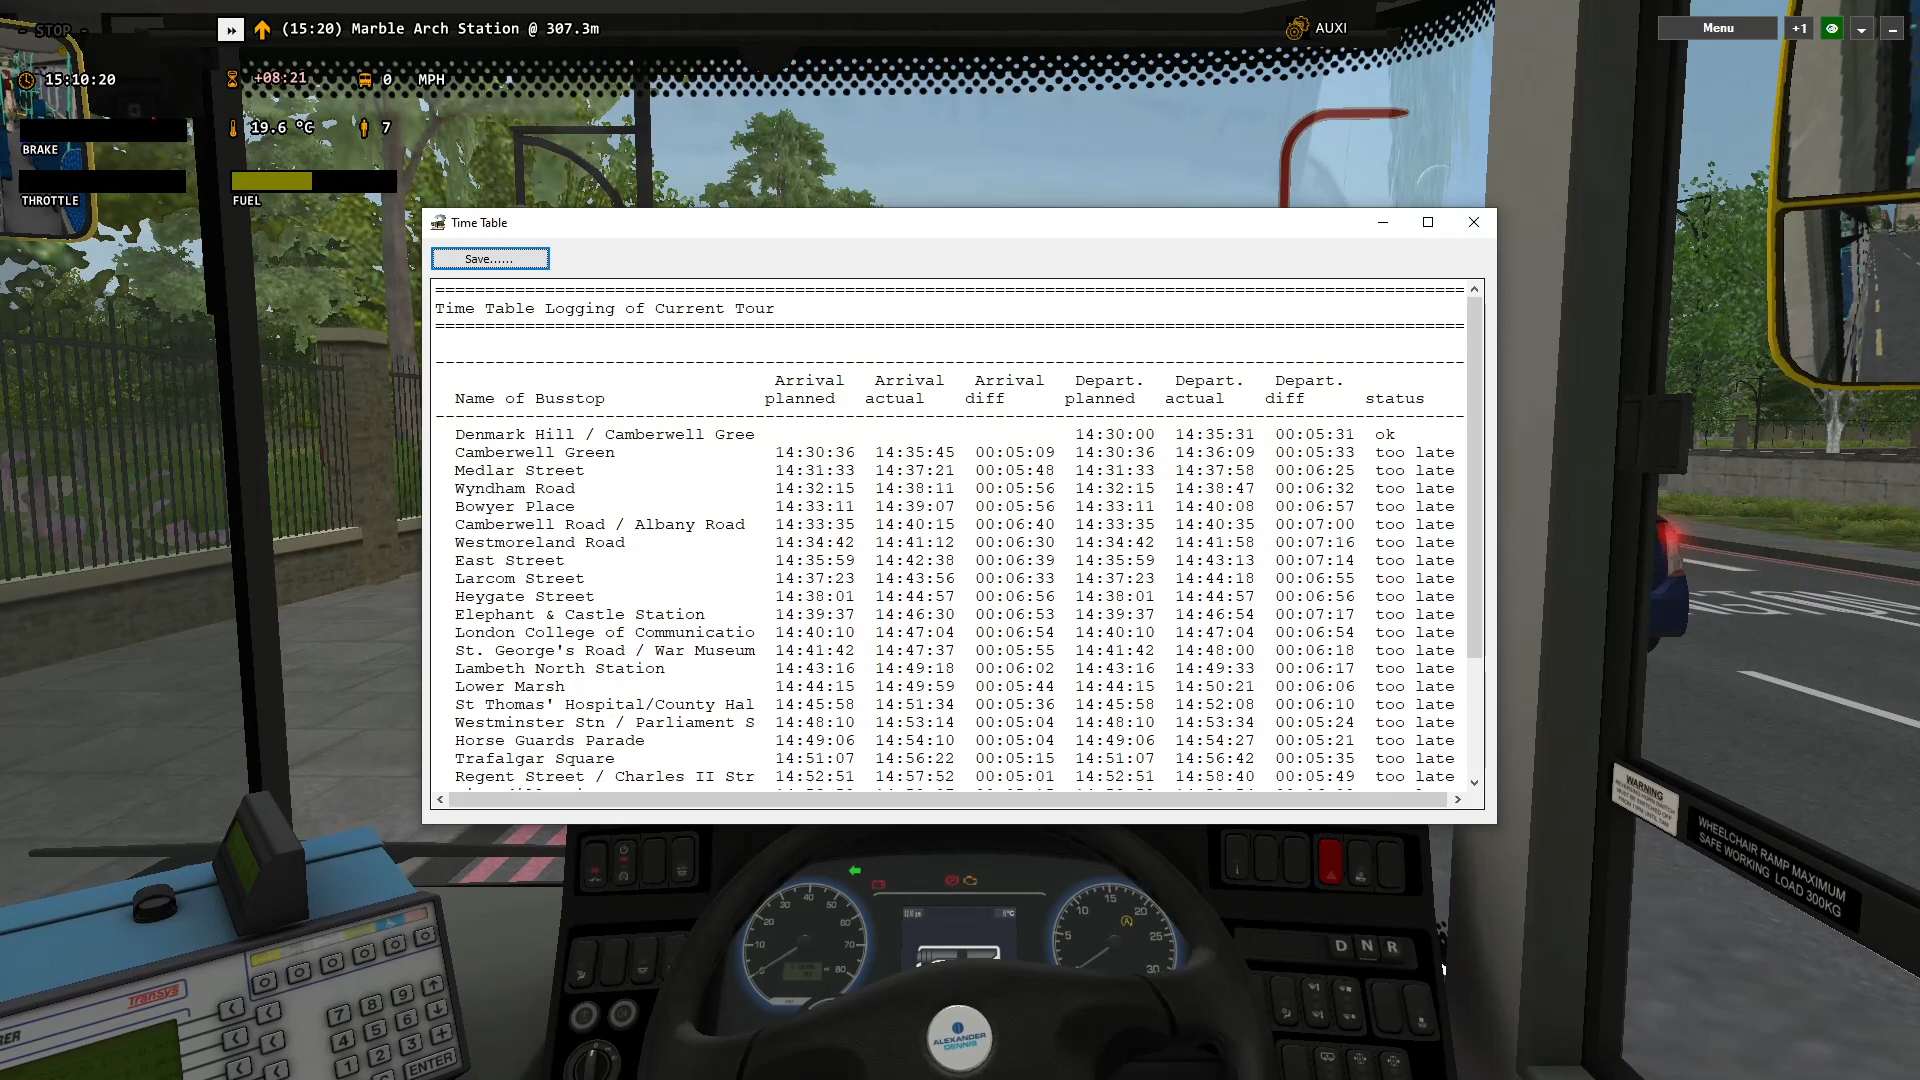 - STOP -
(15:20) Marble Arch Station @ 307.3m
AUXI
Menu
+1
15:10:20
+08:21
0 MPH
19.6 °C
7
BRAKE
THROTTLE
FUEL
Time Table
Save......
Time Table Logging of Current Tour
Arrival Arrival Arrival Depart. Depart. Depart.
Name of Busstop planned actual diff planned actual diff status
Denmark Hill / Camberwell Gree 14:30:00 14:35:31 00:05:31 ok
Camberwell Green 14:30:36 14:35:45 00:05:09 14:30:36 14:36:09 00:05:33 too late
Medlar Street 14:31:33 14:37:21 00:05:48 14:31:33 14:37:58 00:06:25 too late
Wyndham Road 14:32:15 14:38:11 00:05:56 14:32:15 14:38:47 00:06:32 too late
Bowyer Place 14:33:11 14:39:07 00:05:56 14:33:11 14:40:08 00:06:57 too late
Camberwell Road / Albany Road 14:33:35 14:40:15 00:06:40 14:33:35 14:40:35 00:07:00 too late
Westmoreland Road 14:34:42 14:41:12 00:06:30 14:34:42 14:41:58 00:07:16 too late
East Street 14:35:59 14:42:38 00:06:39 14:35:59 14:43:13 00:07:14 too late
Larcom Street 14:37:23 14:43:56 00:06:33 14:37:23 14:44:18 00:06:55 too late
Heygate Street 14:38:01 14:44:57 00:06:56 14:38:01 14:44:57 00:06:56 too late
Elephant & Castle Station 14:39:37 14:46:30 00:06:53 14:39:37 14:46:54 00:07:17 too late
London College of Communicatio 14:40:10 14:47:04 00:06:54 14:40:10 14:47:04 00:06:54 too late
St. George's Road / War Museum 14:41:42 14:47:37 00:05:55 14:41:42 14:48:00 00:06:18 too late
Lambeth North Station 14:43:16 14:49:18 00:06:02 14:43:16 14:49:33 00:06:17 too late
Lower Marsh 14:44:15 14:49:59 00:05:44 14:44:15 14:50:21 00:06:06 too late
St Thomas' Hospital/County Hal 14:45:58 14:51:34 00:05:36 14:45:58 14:52:08 00:06:10 too late
Westminster Stn / Parliament S 14:48:10 14:53:14 00:05:04 14:48:10 14:53:34 00:05:24 too late
Horse Guards Parade 14:49:06 14:54:10 00:05:04 14:49:06 14:54:27 00:05:21 too late
Trafalgar Square 14:51:07 14:56:22 00:05:15 14:51:07 14:56:42 00:05:35 too late
Regent Street / Charles II Str 14:52:51 14:57:52 00:05:01 14:52:51 14:58:40 00:05:49 too late
WARNING
WHEELCHAIR RAMP MAXIMUM
SAFE WORKING LOAD 300KG
10 20 30 40 50 60 70 80
5 10 15 20 25 30
D N R
ALEXANDER
DENNIS
TranSys
7 8 9
4 5 6
1 2 3
C 0 ENTER